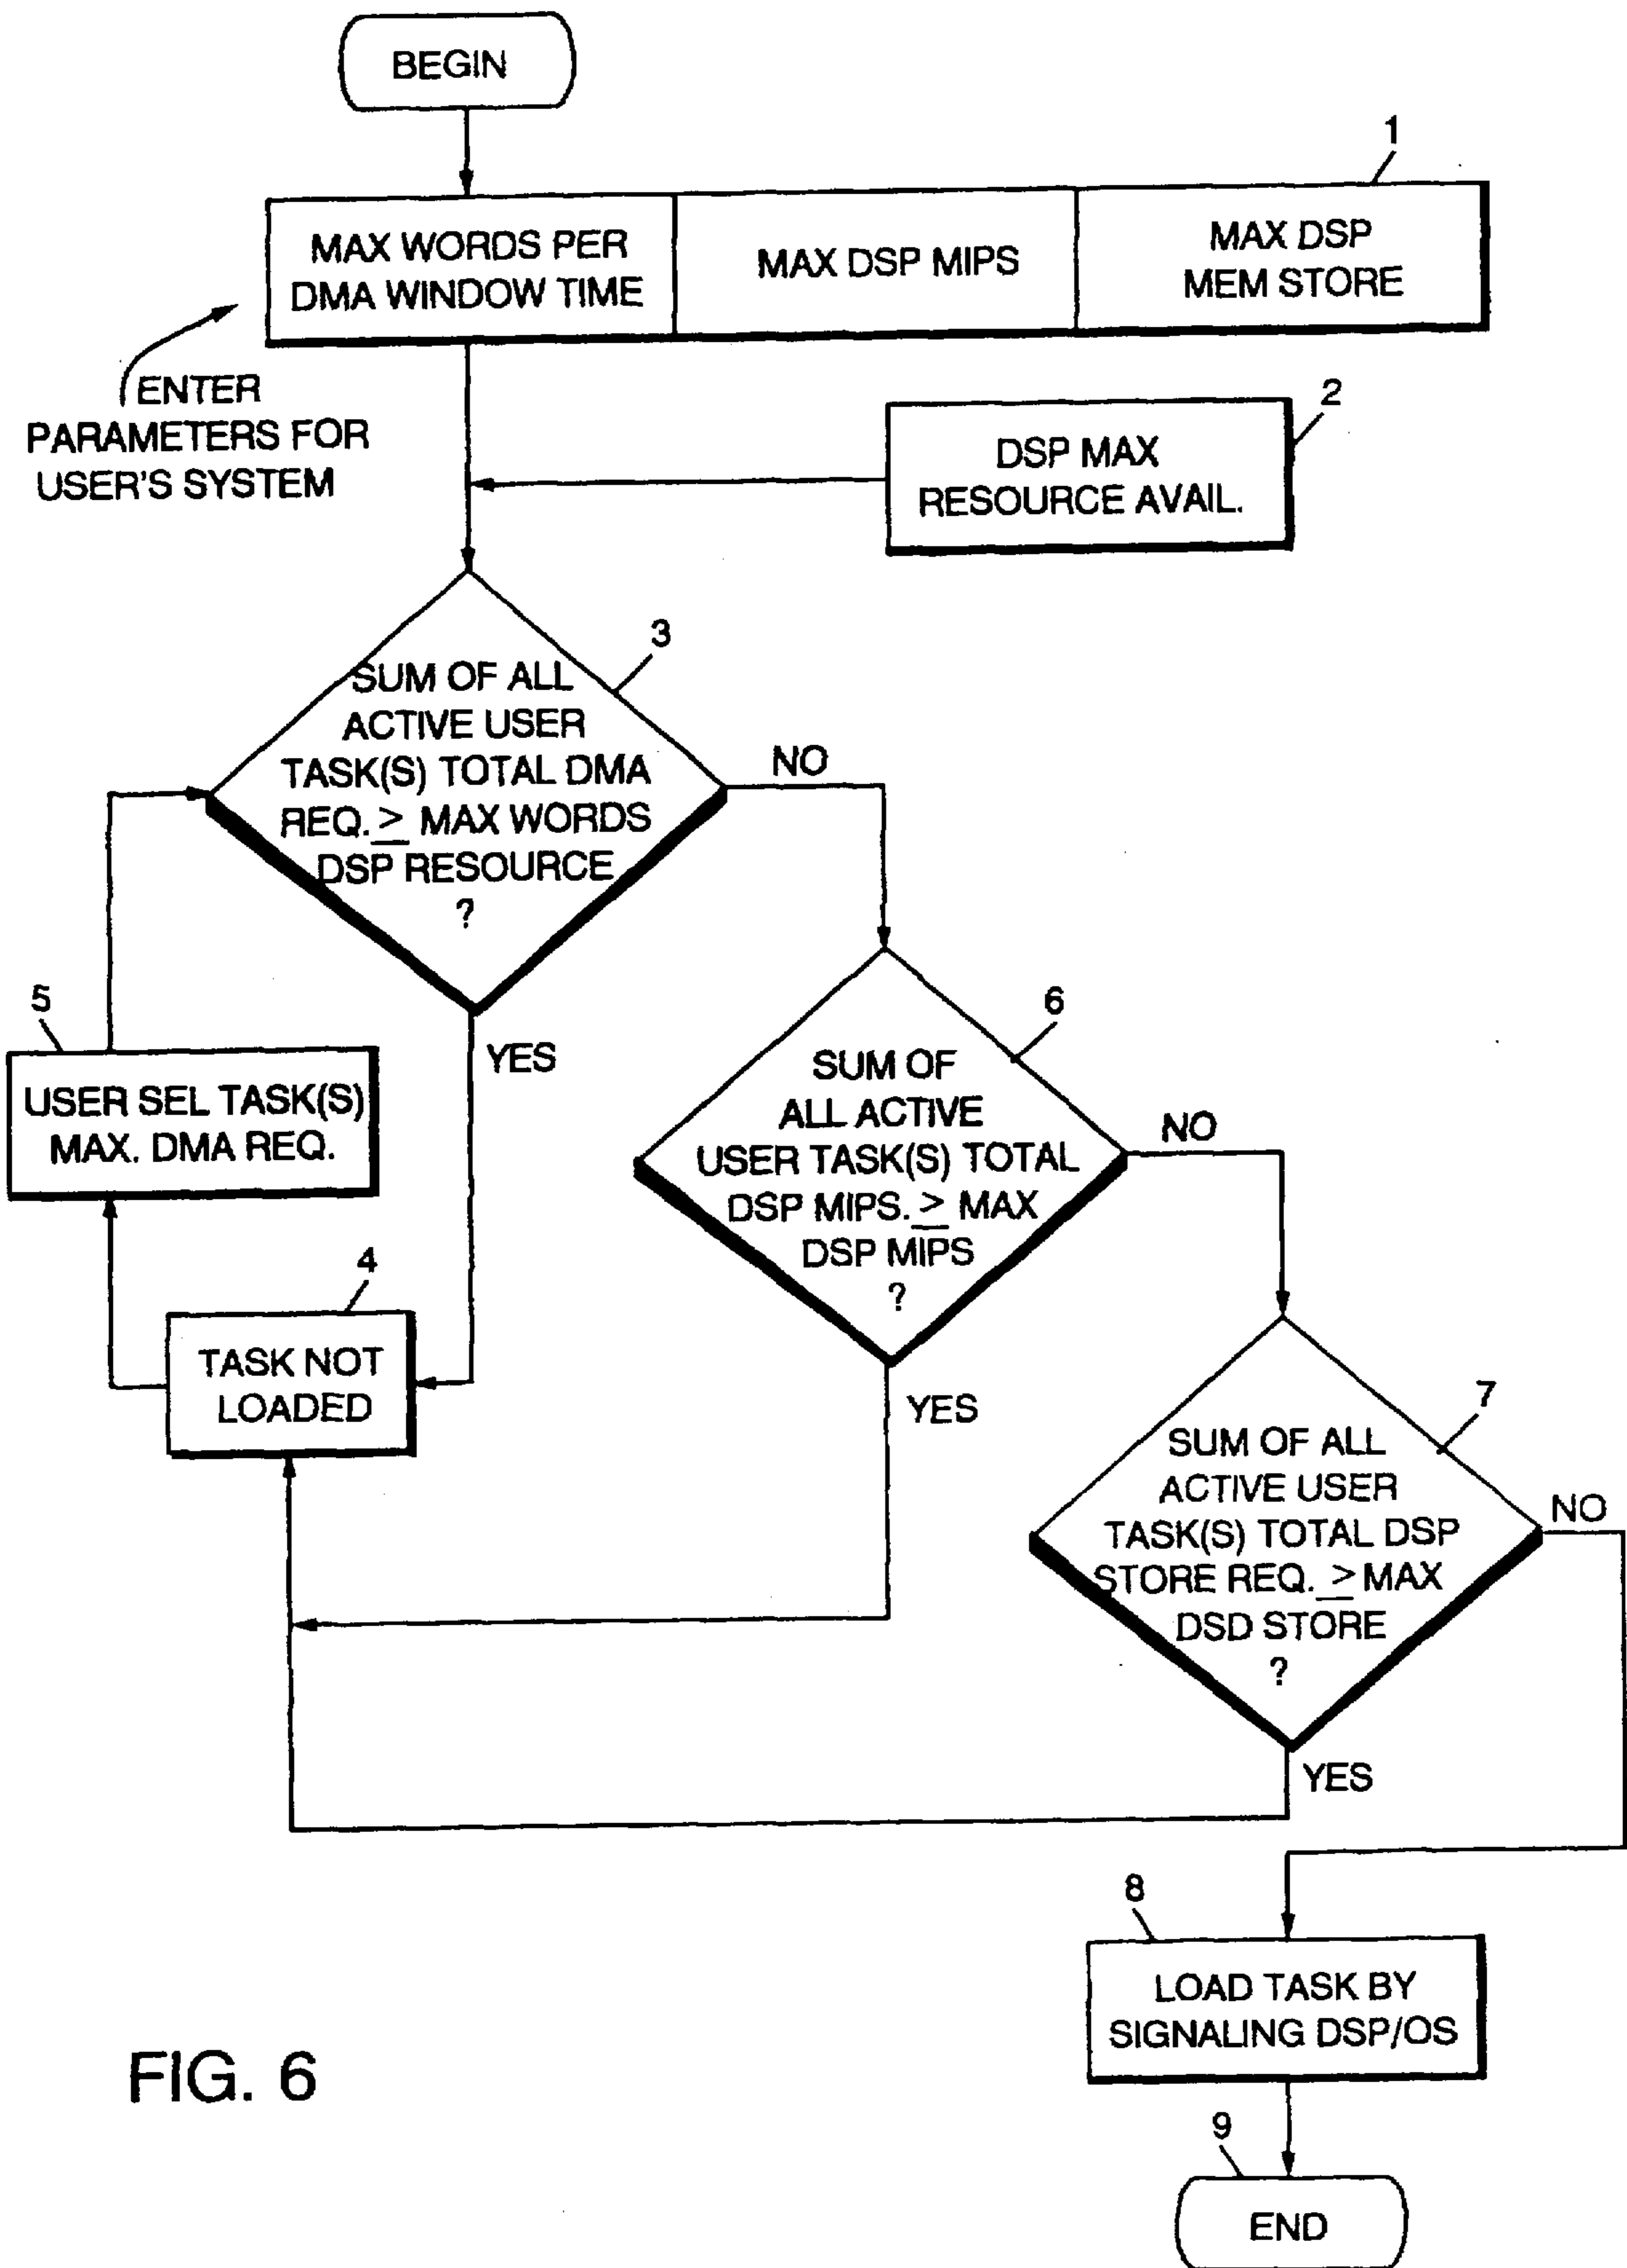 BEGIN
1
MAX WORDS PER
DMA WINDOW TIME
MAX DSP MIPS
MAX DSP
MEM STORE
ENTER
PARAMETERS FOR
USER'S SYSTEM
2
DSP MAX
RESOURCE AVAIL.
3
SUM OF ALL
ACTIVE USER
TASK(S) TOTAL DMA
REQ. ≥ MAX WORDS
DSP RESOURCE
?
NO
YES
5
USER SEL TASK(S)
MAX. DMA REQ.
4
TASK NOT
LOADED
6
SUM OF
ALL ACTIVE
USER TASK(S) TOTAL
DSP MIPS. ≥ MAX
DSP MIPS
?
NO
YES
7
SUM OF ALL
ACTIVE USER
TASK(S) TOTAL DSP
STORE REQ. ≥ MAX
DSD STORE
?
NO
YES
8
LOAD TASK BY
SIGNALING DSP/OS
9
END
FIG. 6